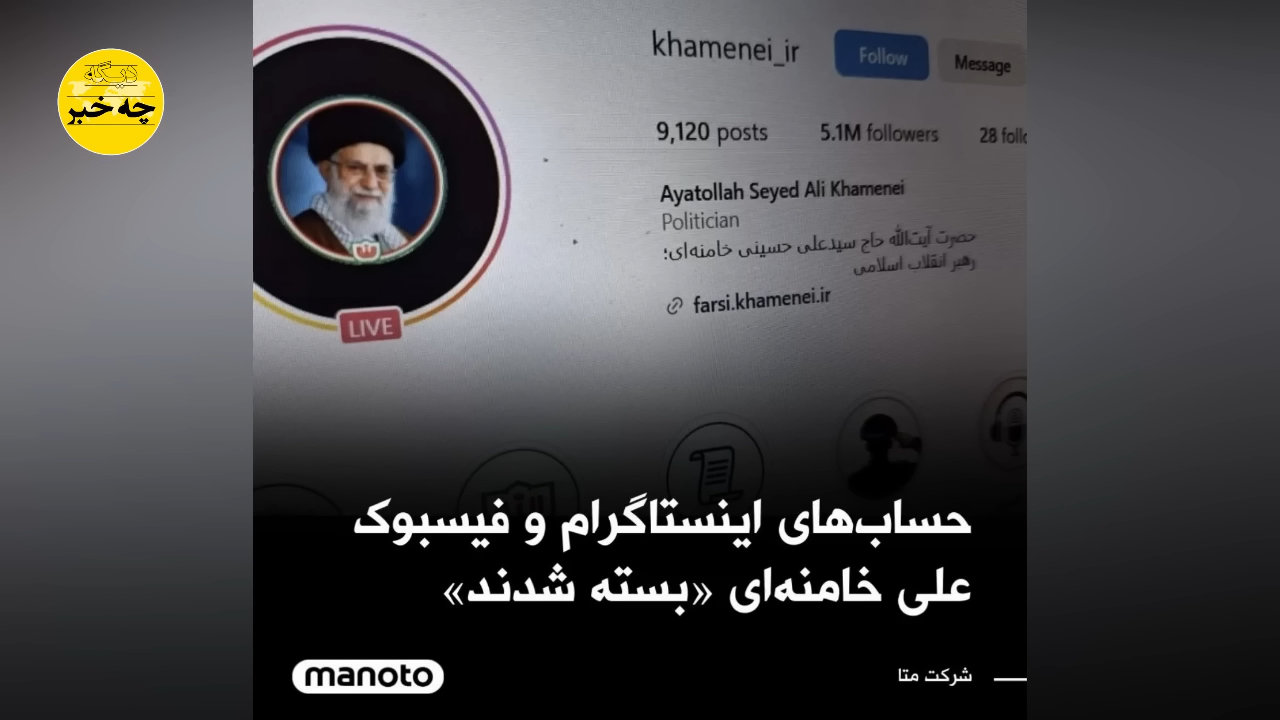 دیگه
چه خبر
khamenei_ir
Follow
Message
9,120 posts
5.1M followers
28 follo
Ayatollah Seyed Ali Khamenei
Politician
حضرت آیت‌الله حاج سیدعلی حسینی خامنه‌ای؛
رهبر انقلاب اسلامی
farsi.khamenei.ir
LIVE
حساب‌های اینستاگرام و فیسبوک
علی خامنه‌ای «بسته شدند»
manoto
شرکت متا